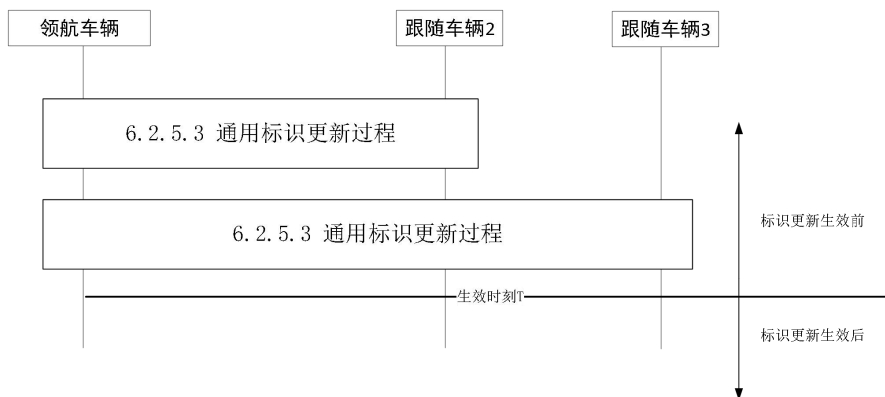 领航车辆
跟随车辆2
跟随车辆3
6.2.5.3 通用标识更新过程
6.2.5.3 通用标识更新过程
标识更新生效前
生效时刻T
标识更新生效后